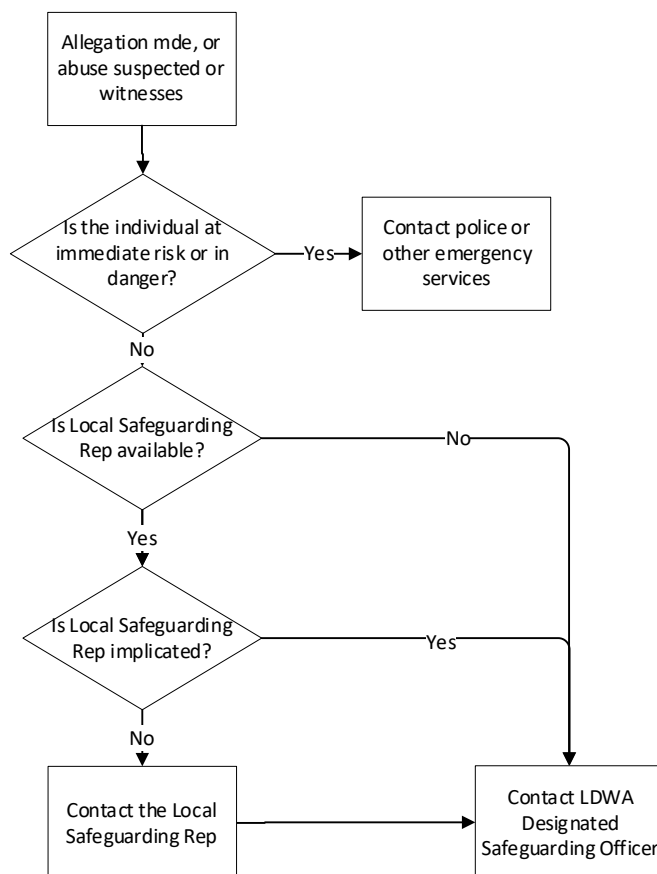 Allegation mde, or
abuse suspected or
witnesses
Is the individual at
immediate risk or in
danger?
Yes
Contact police or
other emergency
services
No
Is Local Safeguarding
Rep available?
No
Yes
Is Local Safeguarding
Rep implicated?
Yes
No
Contact the Local
Safeguarding Rep
Contact LDWA
Designated
Safeguarding Officer